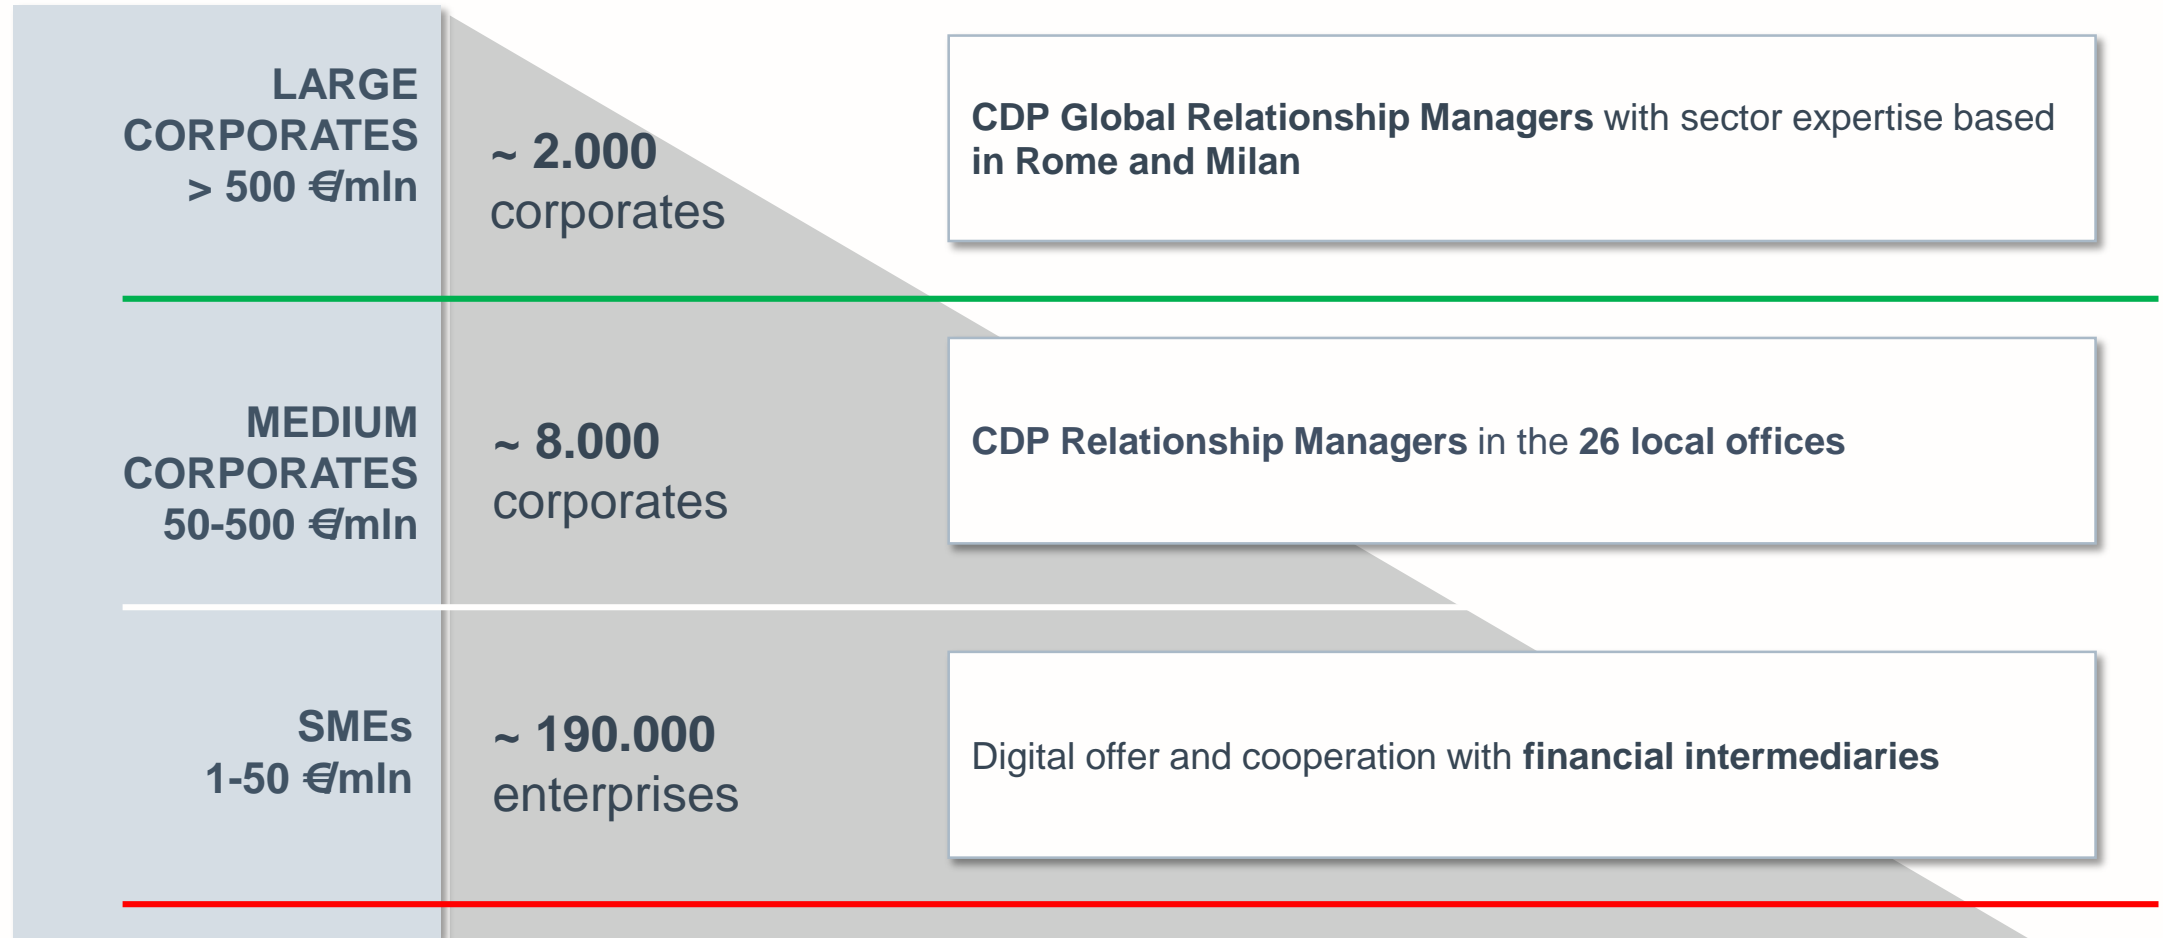 LARGE
CORPORATES
> 500 €/mln
~ 2.000
corporates
CDP Global Relationship Managers with sector expertise based
in Rome and Milan
MEDIUM
CORPORATES
50-500 €/mln
~ 8.000
corporates
CDP Relationship Managers in the 26 local offices
SMEs
1-50 €/mln
~ 190.000
enterprises
Digital offer and cooperation with financial intermediaries